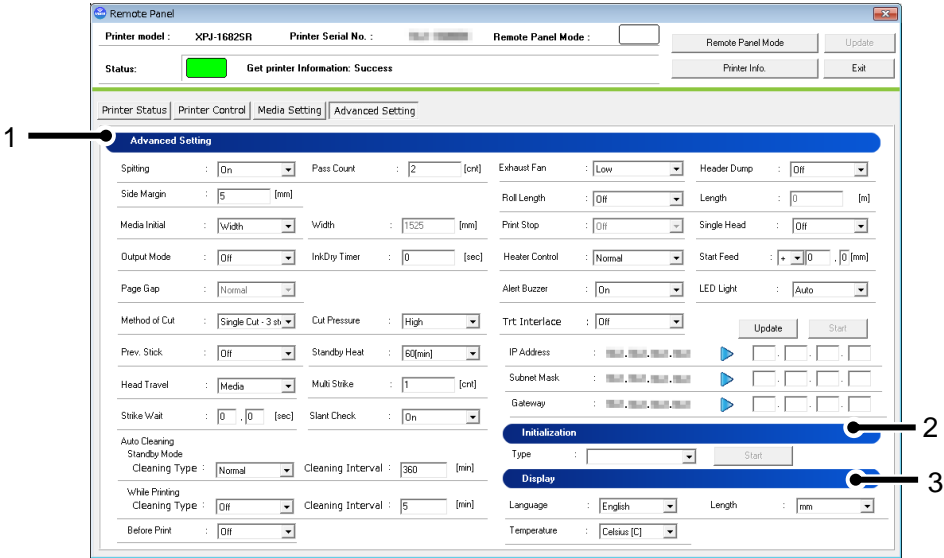 Remote Panel
Printer model : XPJ-1682SR Printer Serial No. : Remote Panel Mode :
Remote Panel Mode Update
Status: Get printer Information: Success
Printer Info. Exit
Printer Status Printer Control Media Setting Advanced Setting
1
Advanced Setting
Spitting : On Pass Count : 2 [cnt] Exhaust Fan : Low Header Dump : Off
Side Margin : 5 [mm] Roll Length : Off Length : 0 [m]
Media Initial : Width Width : 1525 [mm] Print Stop : Off Single Head : Off
Output Mode : Off InkDry Timer : 0 [sec] Heater Control : Normal Start Feed : + 0 . 0 [mm]
Page Gap : Normal Alert Buzzer : On LED Light : Auto
Method of Cut : Single Cut - 3 st Cut Pressure : High Trt Interlace : Off
Update Start
Prev. Stick : Off Standby Heat : 60[min] IP Address : . . . . . .
Head Travel : Media Multi Strike : 1 [cnt] Subnet Mask : . . . . . .
Strike Wait : 0 . 0 [sec] Slant Check : On Gateway : . . . . . .
Initialization
2
Auto Cleaning
Standby Mode
Cleaning Type : Normal Cleaning Interval : 360 [min]
Type : Start
Display
3
While Printing
Cleaning Type : Off Cleaning Interval : 5 [min]
Language : English Length : mm
Before Print : Off Temperature : Celsius [C]